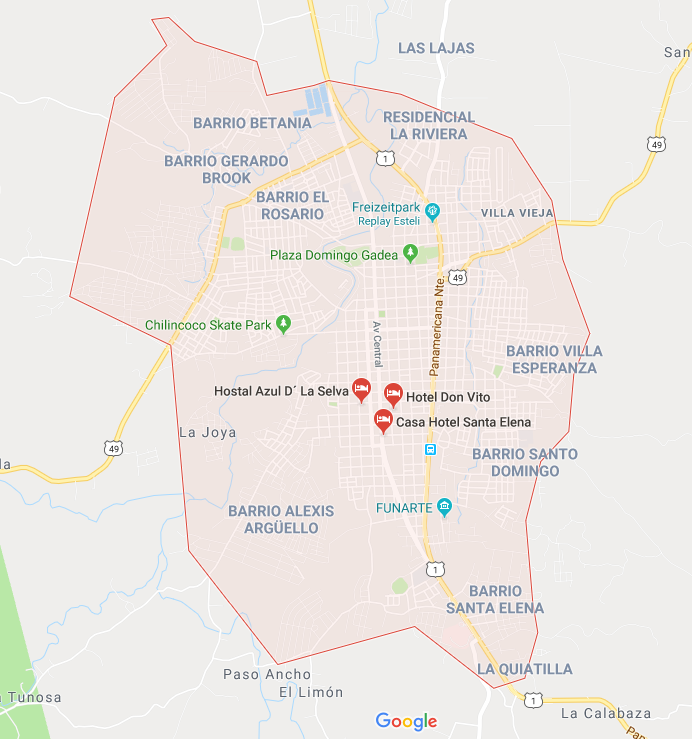 LAS LAJAS
San
BARRIO BETANIA
RESIDENCIAL
LA RIVIERA
49
1
BARRIO GERARDO
BROOK
BARRIO EL
ROSARIO
Freizeitpark
Replay Esteli
VILLA VIEJA
Plaza Domingo Gadea
49
Panamericana Nte.
Chilincoco Skate Park
Av Central
BARRIO VILLA
ESPERANZA
Hostal Azul D´ La Selva
Hotel Don Vito
Casa Hotel Santa Elena
La Joya
49
la
BARRIO SANTO
DOMINGO
BARRIO ALEXIS
ARGÜELLO
FUNARTE
1
BARRIO
SANTA ELENA
LA QUIATILLA
Paso Ancho
El Limón
a Tunosa
1
La Calabaza
Google
Pan